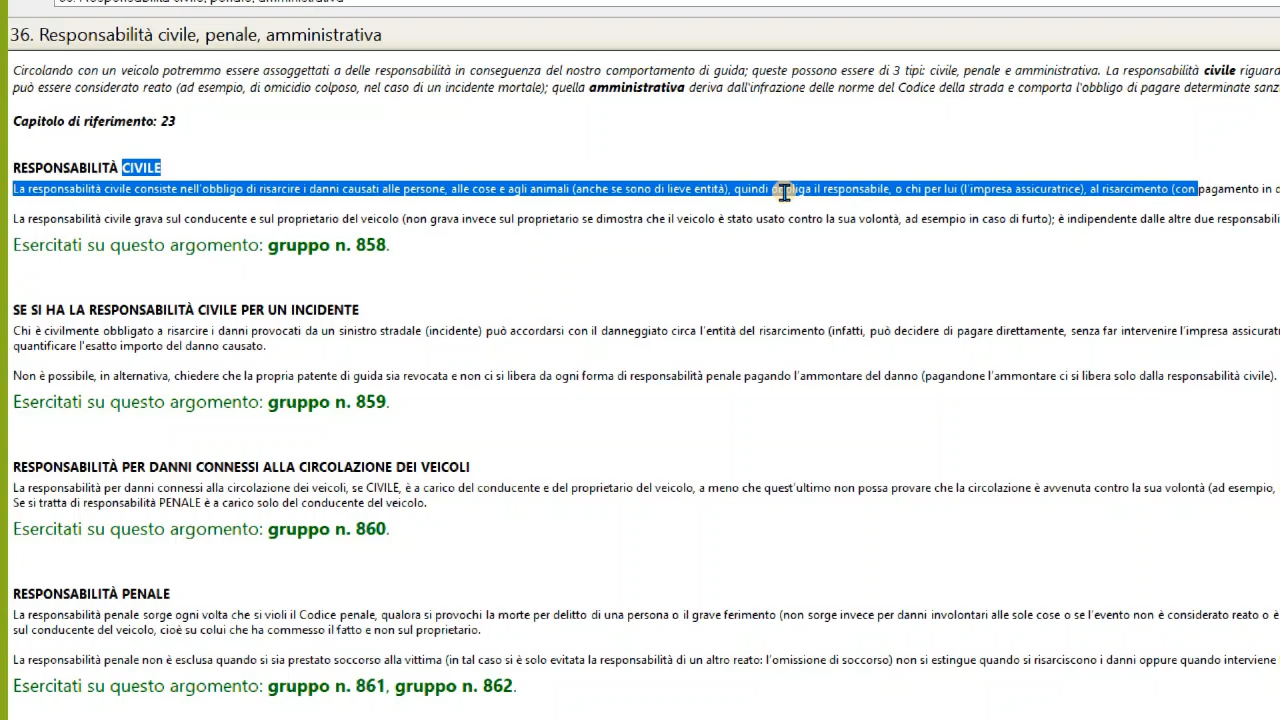 36. Responsabilità civile, penale, amministrativa
Circolando con un veicolo potremmo essere assoggettati a delle responsabilità in conseguenza del nostro comportamento di guida; queste possono essere di 3 tipi: civile, penale e amministrativa. La responsabilità civile riguar
può essere considerato reato (ad esempio, di omicidio colposo, nel caso di un incidente mortale); quella amministrativa deriva dall'infrazione delle norme del Codice della strada e comporta l'obbligo di pagare determinate sanz
Capitolo di riferimento: 23
RESPONSABILITÀ CIVILE
La responsabilità civile consiste nell'obbligo di risarcire i danni causati alle persone, alle cose e agli animali (anche se sono di lieve entità), quindi il responsabile, o chi per lui (l'impresa assicuratrice), al risarcimento (con pagamento in
La responsabilità civile grava sul conducente e sul proprietario del veicolo (non grava invece sul proprietario se dimostra che il veicolo è stato usato contro la sua volontà, ad esempio in caso di furto); è indipendente dalle altre due responsabili
Esercitati su questo argomento: gruppo n. 858.
SE SI HA LA RESPONSABILITÀ CIVILE PER UN INCIDENTE
Chi è civilmente obbligato a risarcire i danni provocati da un sinistro stradale (incidente) può accordarsi con il danneggiato circa l'entità del risarcimento (infatti, può decidere di pagare direttamente, senza far intervenire l'impresa assicurat
quantificare l'esatto importo del danno causato.
Non è possibile, in alternativa, chiedere che la propria patente di guida sia revocata e non ci si libera da ogni forma di responsabilità penale pagando l'ammontare del danno (pagandone l'ammontare ci si libera solo dalla responsabilità civile).
Esercitati su questo argomento: gruppo n. 859.
RESPONSABILITÀ PER DANNI CONNESSI ALLA CIRCOLAZIONE DEI VEICOLI
La responsabilità per danni connessi alla circolazione dei veicoli, se CIVILE, è a carico del conducente e del proprietario del veicolo, a meno che quest'ultimo non possa provare che la circolazione è avvenuta contro la sua volontà (ad esempio,
Se si tratta di responsabilità PENALE è a carico solo del conducente del veicolo.
Esercitati su questo argomento: gruppo n. 860.
RESPONSABILITÀ PENALE
La responsabilità penale sorge ogni volta che si violi il Codice penale, qualora si provochi la morte per delitto di una persona o il grave ferimento (non sorge invece per danni involontari alle sole cose o se l'evento non è considerato reato o è
sul conducente del veicolo, cioè su colui che ha commesso il fatto e non sul proprietario.
La responsabilità penale non è esclusa quando si sia prestato soccorso alla vittima (in tal caso si è solo evitata la responsabilità di un altro reato: l'omissione di soccorso) non si estingue quando si risarciscono i danni oppure quando interviene
Esercitati su questo argomento: gruppo n. 861, gruppo n. 862.